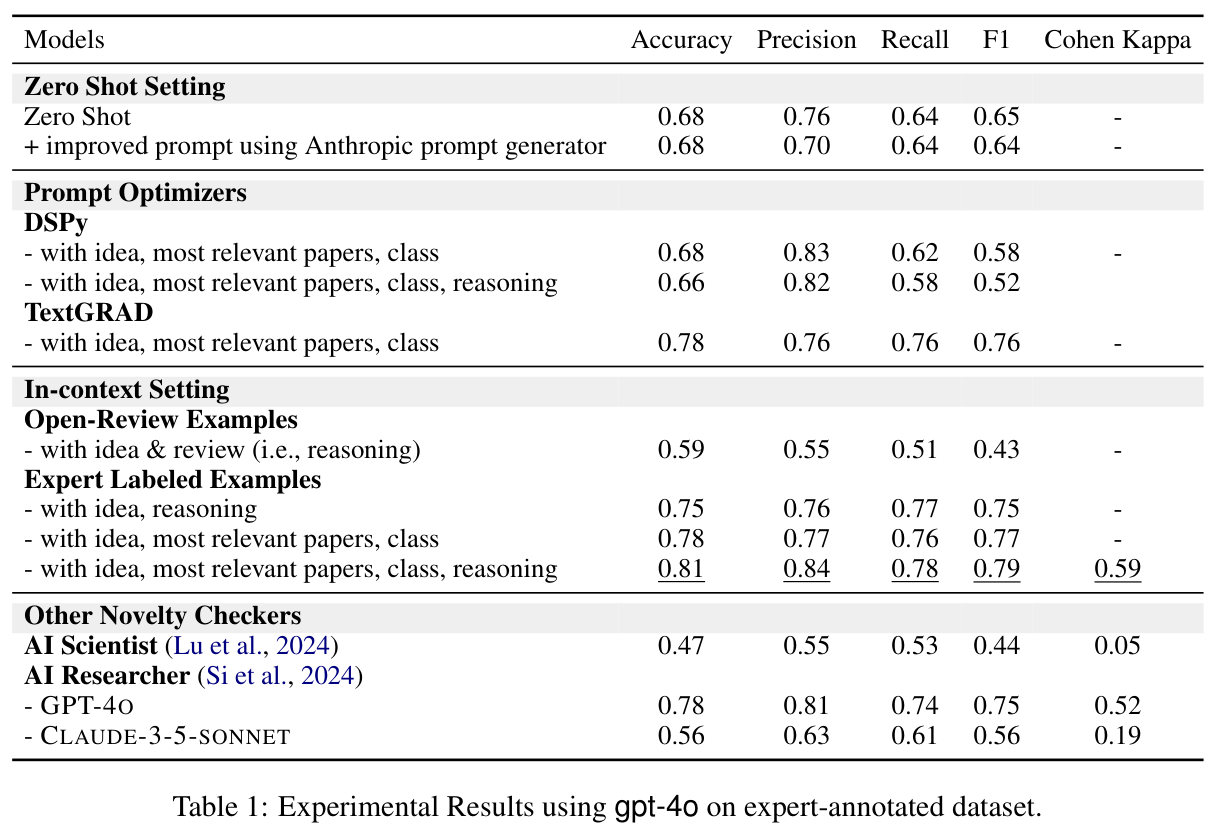 Models Accuracy Precision Recall F1 Cohen Kappa
Zero Shot Setting
Zero Shot 0.68 0.76 0.64 0.65 -
+ improved prompt using Anthropic prompt generator 0.68 0.70 0.64 0.64 -
Prompt Optimizers
DSPy
- with idea, most relevant papers, class 0.68 0.83 0.62 0.58 -
- with idea, most relevant papers, class, reasoning 0.66 0.82 0.58 0.52
TextGRAD
- with idea, most relevant papers, class 0.78 0.76 0.76 0.76 -
In-context Setting
Open-Review Examples
- with idea & review (i.e., reasoning) 0.59 0.55 0.51 0.43 -
Expert Labeled Examples
- with idea, reasoning 0.75 0.76 0.77 0.75 -
- with idea, most relevant papers, class 0.78 0.77 0.76 0.77 -
- with idea, most relevant papers, class, reasoning 0.81 0.84 0.78 0.79 0.59
Other Novelty Checkers
AI Scientist (Lu et al., 2024) 0.47 0.55 0.53 0.44 0.05
AI Researcher (Si et al., 2024)
- GPT-4O 0.78 0.81 0.74 0.75 0.52
- CLAUDE-3-5-SONNET 0.56 0.63 0.61 0.56 0.19
Table 1: Experimental Results using gpt-4o on expert-annotated dataset.